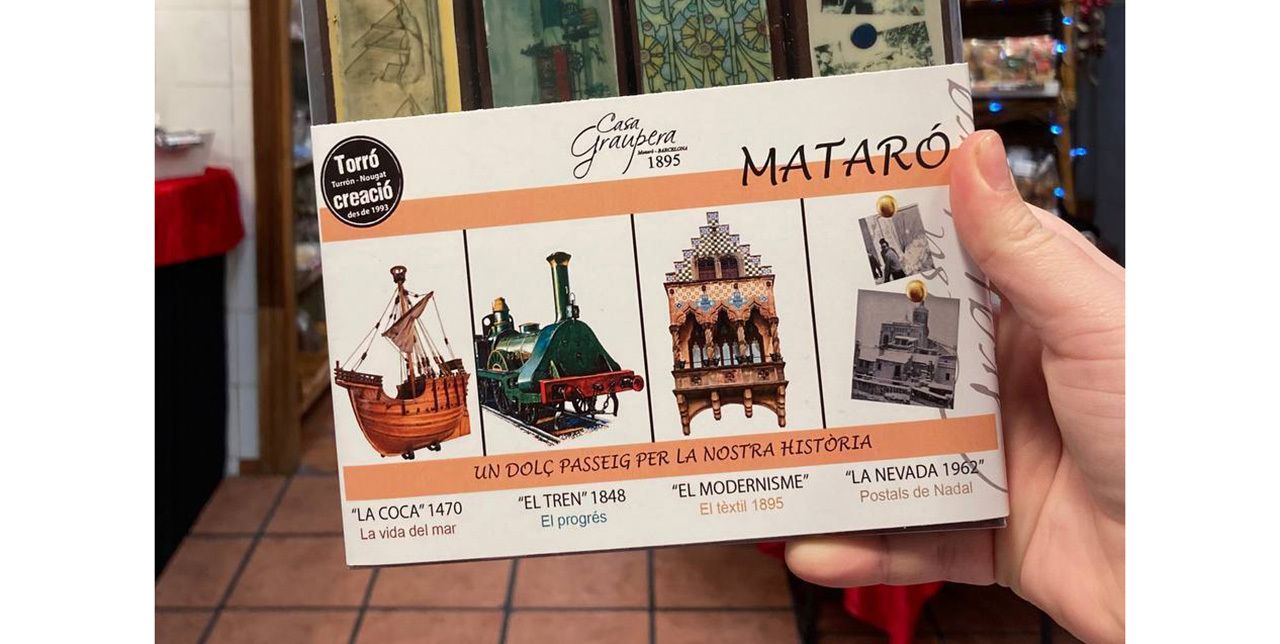 Torró
Turrón - Nougat
creació
des de 1993
Casa
Graupera
Mataró - BARCELONA
1895
MATARÓ
UN DOLÇ PASSEIG PER LA NOSTRA HISTÒRIA
"LA COCA" 1470
La vida del mar
"EL TREN" 1848
El progrés
"EL MODERNISME"
El tèxtil 1895
"LA NEVADA 1962"
Postals de Nadal